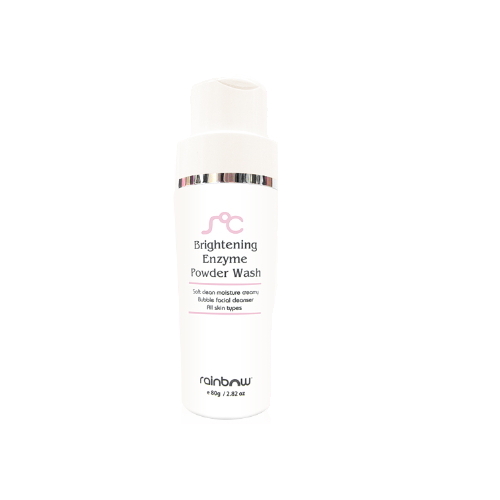 5°C
Brightening
Enzyme
Powder Wash
Soft clean moisture creamy
Bubble facial cleanser
All skin types
rainbow
℮ 80g / 2.82 oz